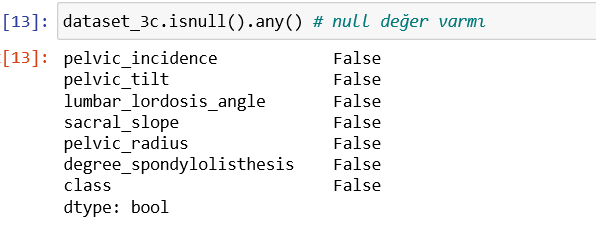 [13]: dataset_3c.isnull().any() # null değer varmı
[13]: pelvic_incidence False
pelvic_tilt False
lumbar_lordosis_angle False
sacral_slope False
pelvic_radius False
degree_spondylolisthesis False
class False
dtype: bool